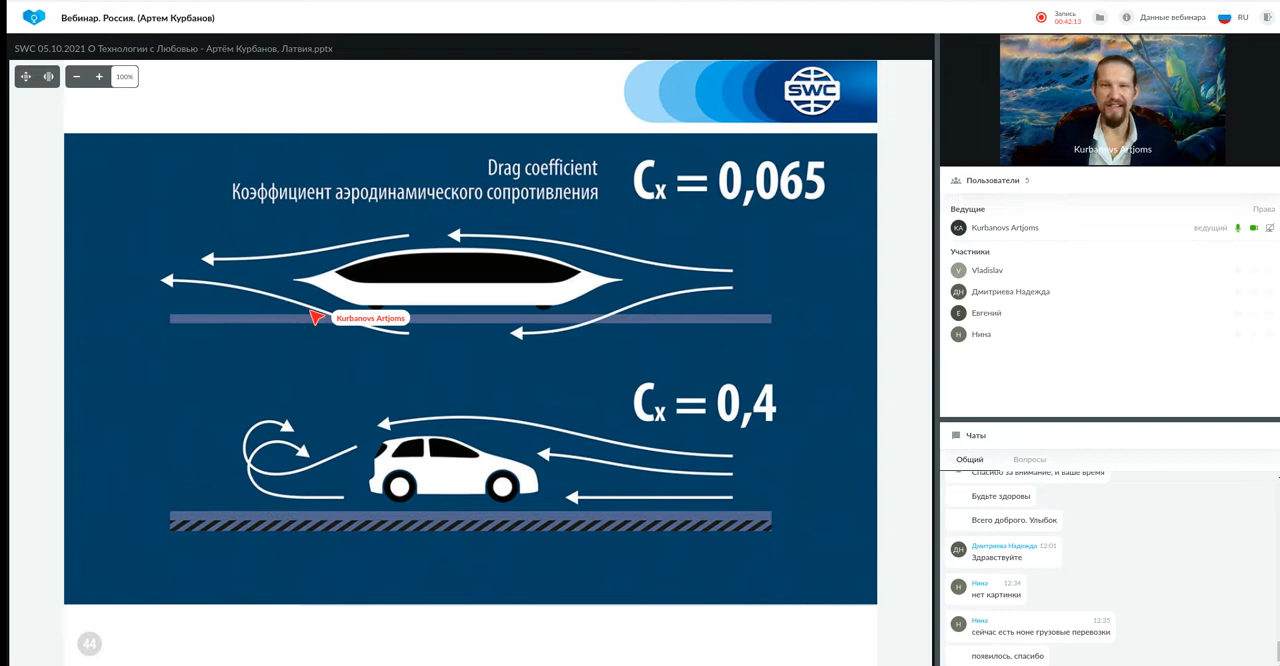 Вебинар. Россия. (Артем Курбанов)
Запись
00:42:13
Данные вебинара
RU
SWC 05.10.2021 О Технологии с Любовью - Артём Курбанов, Латвия.pptx
100%
SWC
Drag coefficient
Коэффициент аэродинамического сопротивления
Cx = 0,065
Kurbanovs Artjoms
Cx = 0,4
44
Kurbanovs Artjoms
Пользователи 5
Ведущие
Права
KA Kurbanovs Artjoms
ведущий
Участники
V Vladislav
ДН Дмитриева Надежда
Е Евгений
Н Нина
Чаты
Общий
Вопросы
Спасибо за внимание, и ваше время
Будьте здоровы
Всего доброго. Улыбок
ДН Дмитриева Надежда 12:01
Здравствуйте
Н Нина 12:34
нет картинки
Н Нина 12:35
сейчас есть ноне грузовые перевозки
появилось, спасибо